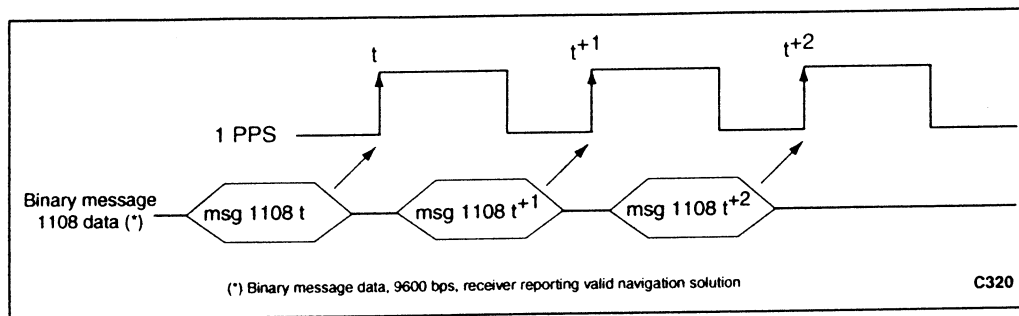 t
t+1
t+2
1 PPS
Binary message
1108 data (*)
msg 1108 t
msg 1108 t+1
msg 1108 t+2
(*) Binary message data, 9600 bps, receiver reporting valid navigation solution
C320